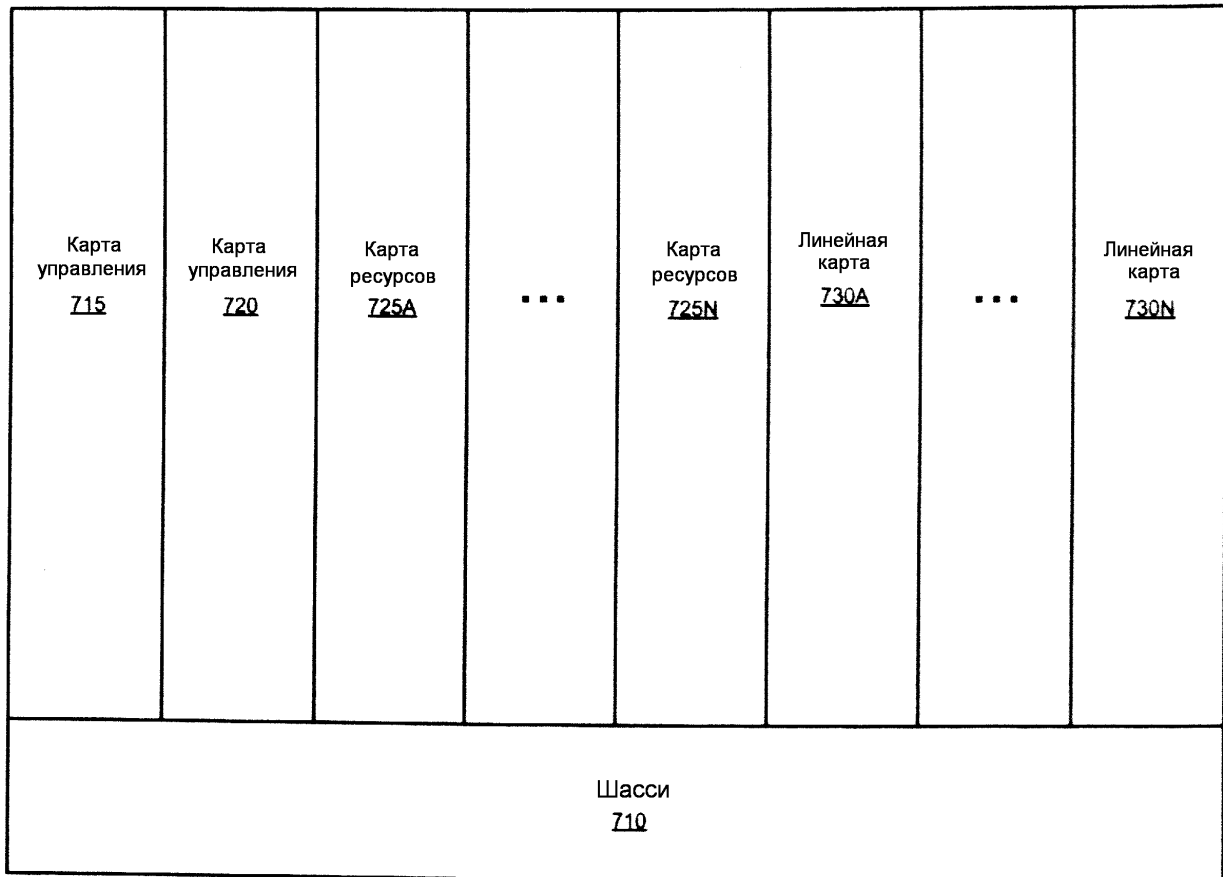 Карта
управления
715
Карта
управления
720
Карта
ресурсов
725A
...
Карта
ресурсов
725N
Линейная
карта
730A
...
Линейная
карта
730N
Шасси
710